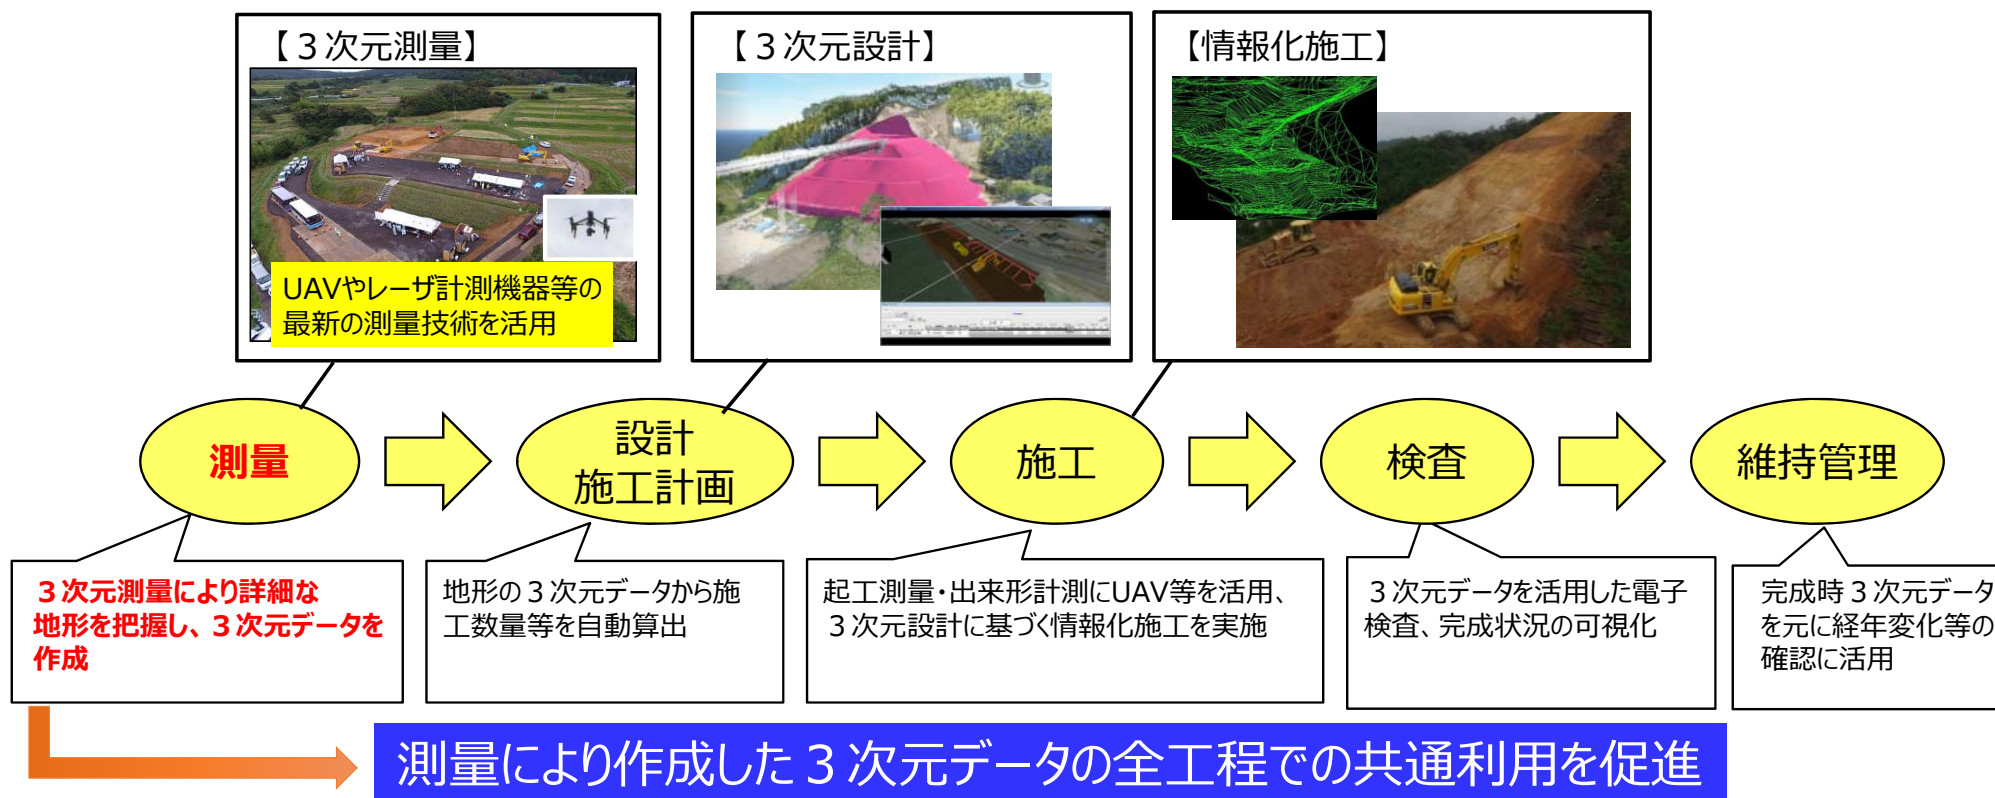 【３次元測量】
UAVやレーザ計測機器等の
最新の測量技術を活用
【３次元設計】
【情報化施工】
測量
設計
施工計画
施工
検査
維持管理
３次元測量により詳細な
地形を把握し、３次元データを
作成
地形の３次元データから施
工数量等を自動算出
起工測量・出来形計測にUAV等を活用、
３次元設計に基づく情報化施工を実施
３次元データを活用した電子
検査、完成状況の可視化
完成時３次元データ
を元に経年変化等の
確認に活用
測量により作成した３次元データの全工程での共通利用を促進